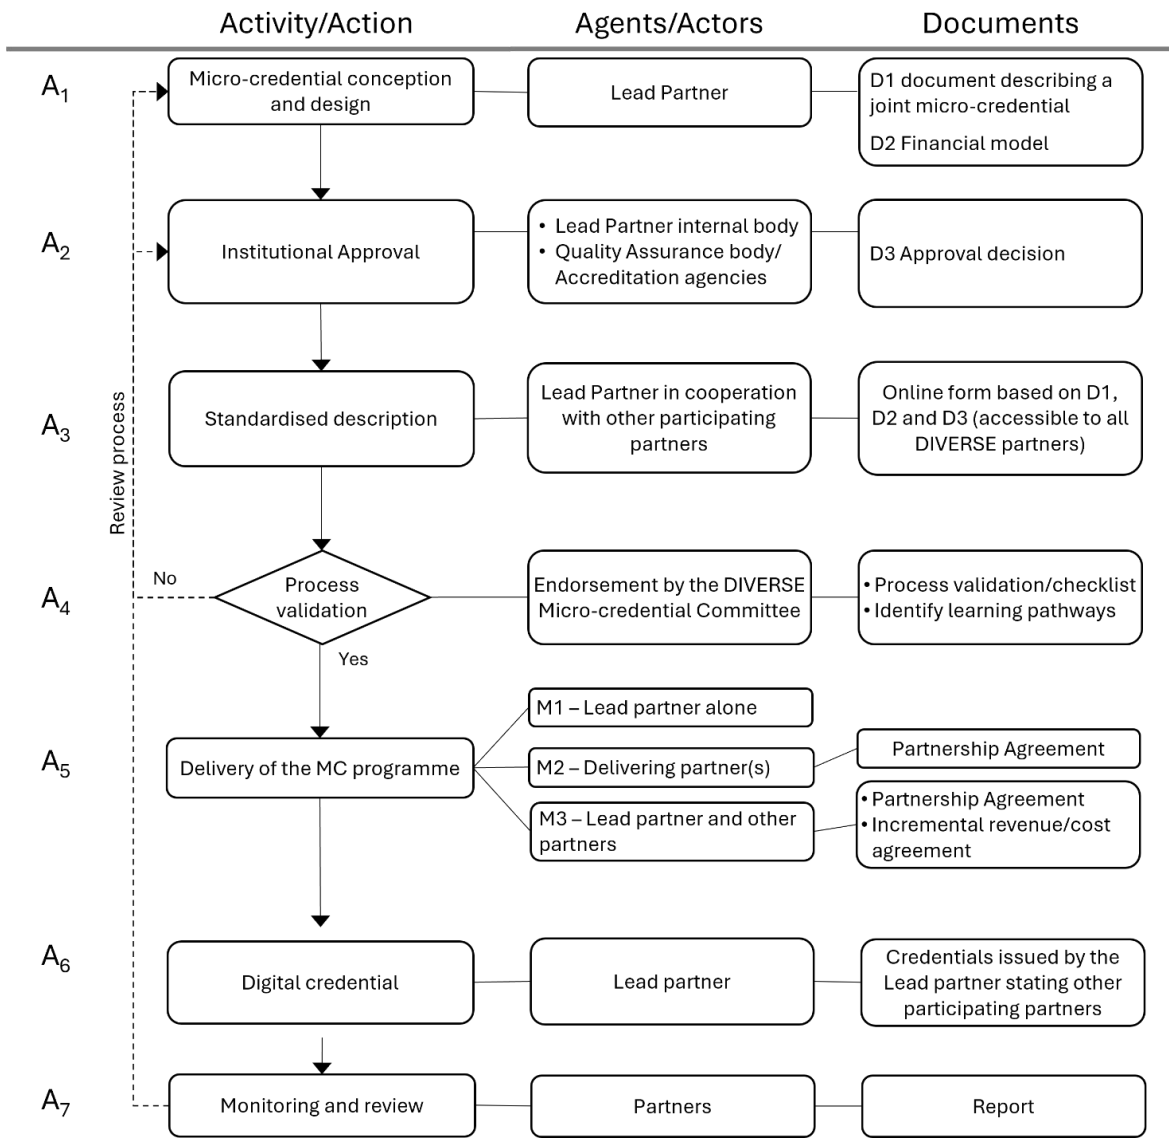 Activity/Action
Agents/Actors
Documents
A1
Micro-credential conception
and design
Lead Partner
D1 document describing a
joint micro-credential
D2 Financial model
A2
Institutional Approval
• Lead Partner internal body
• Quality Assurance body/
Accreditation agencies
D3 Approval decision
Review process
A3
Standardised description
Lead Partner in cooperation
with other participating
partners
Online form based on D1,
D2 and D3 (accessible to all
DIVERSE partners)
A4
No
Process
validation
Yes
Endorsement by the DIVERSE
Micro-credential Committee
• Process validation/checklist
• Identify learning pathways
A5
Delivery of the MC programme
M1 – Lead partner alone
M2 – Delivering partner(s)
Partnership Agreement
M3 – Lead partner and other
partners
• Partnership Agreement
• Incremental revenue/cost
agreement
A6
Digital credential
Lead partner
Credentials issued by the
Lead partner stating other
participating partners
A7
Monitoring and review
Partners
Report